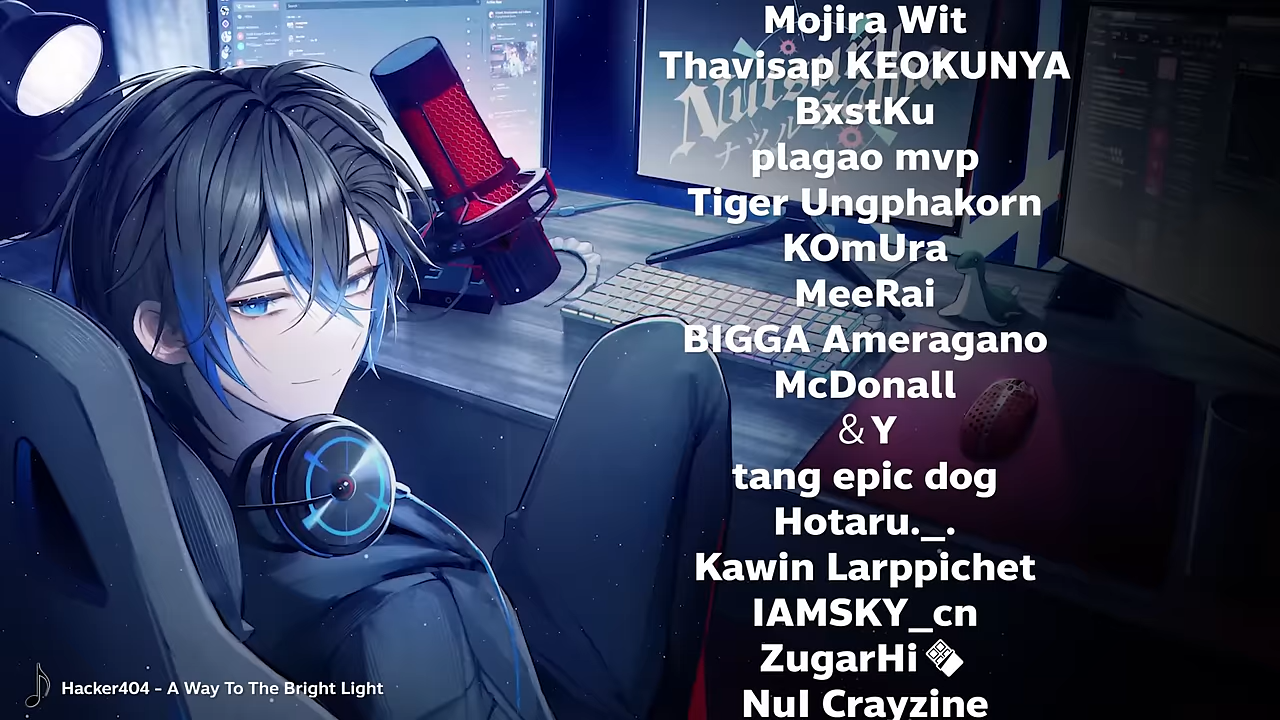 Mojira Wit
Thavisap KEOKUNYA
BxstKu
plagao mvp
Tiger Ungphakorn
KOmUra
MeeRai
BIGGA Ameragano
McDonall
& Y
tang epic dog
Hotaru._.
Kawin Larppichet
IAMSKY_cn
ZugarHi🍫
Nul Crayzine
Hacker404 - A Way To The Bright Light